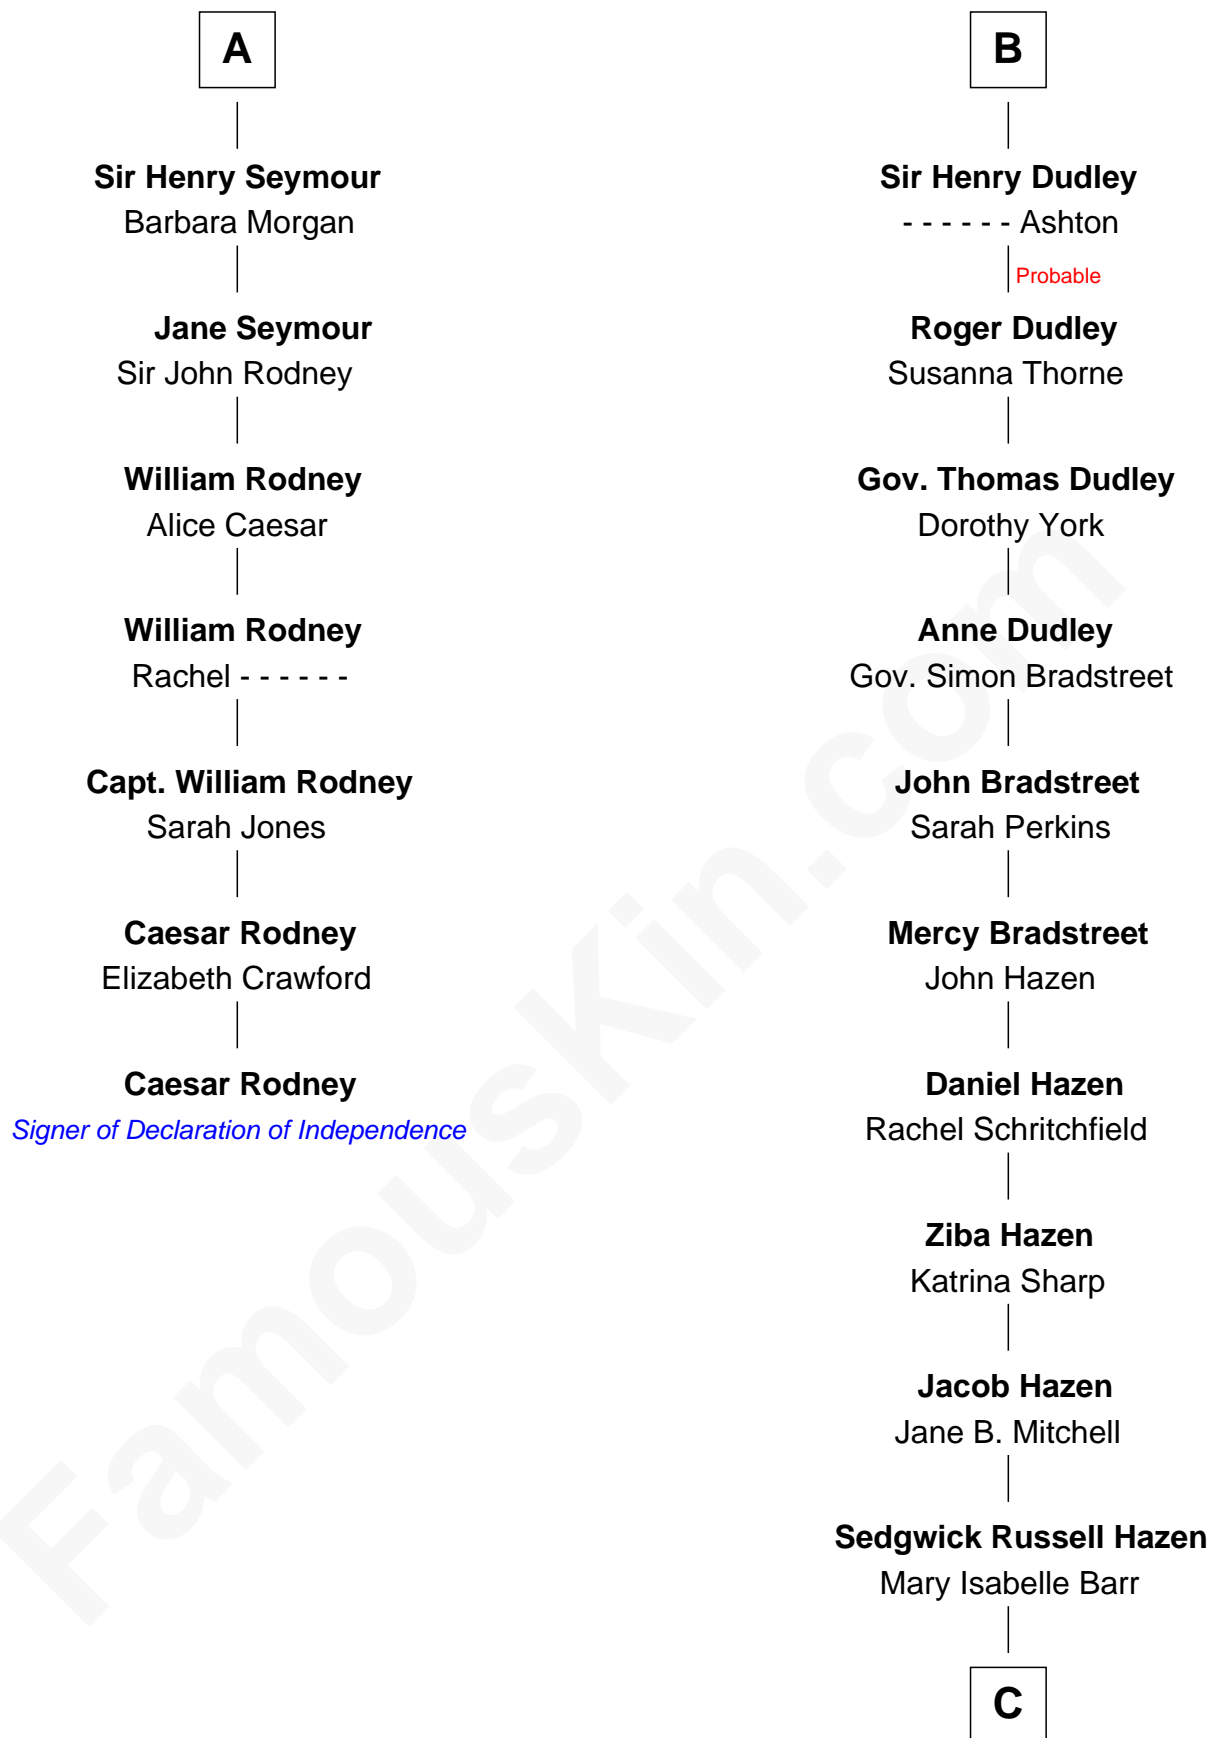 A
Sir Henry Seymour
Barbara Morgan
Jane Seymour
Sir John Rodney
William Rodney
Alice Caesar
William Rodney
Rachel - - - - - -
Capt. William Rodney
Sarah Jones
Caesar Rodney
Elizabeth Crawford
Caesar Rodney
Signer of Declaration of Independence
B
Sir Henry Dudley
- - - - - - Ashton
Probable
Roger Dudley
Susanna Thorne
Gov. Thomas Dudley
Dorothy York
Anne Dudley
Gov. Simon Bradstreet
John Bradstreet
Sarah Perkins
Mercy Bradstreet
John Hazen
Daniel Hazen
Rachel Schritchfield
Ziba Hazen
Katrina Sharp
Jacob Hazen
Jane B. Mitchell
Sedgwick Russell Hazen
Mary Isabelle Barr
C
FamousKin.com